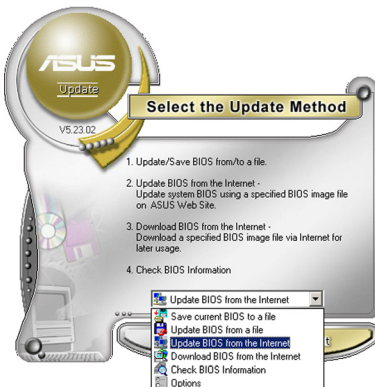 ASUS
Update
V5.23.02
Select the Update Method
1. Update/Save BIOS from/to a file.
2. Update BIOS from the Internet -
Update system BIOS using a specified BIOS image file
on ASUS Web Site.
3. Download BIOS from the Internet -
Download a specified BIOS image file via Internet for
later usage.
4. Check BIOS Information
Update BIOS from the Internet
Save current BIOS to a file
Update BIOS from a file
Update BIOS from the Internet
Download BIOS from the Internet
Check BIOS Information
Options